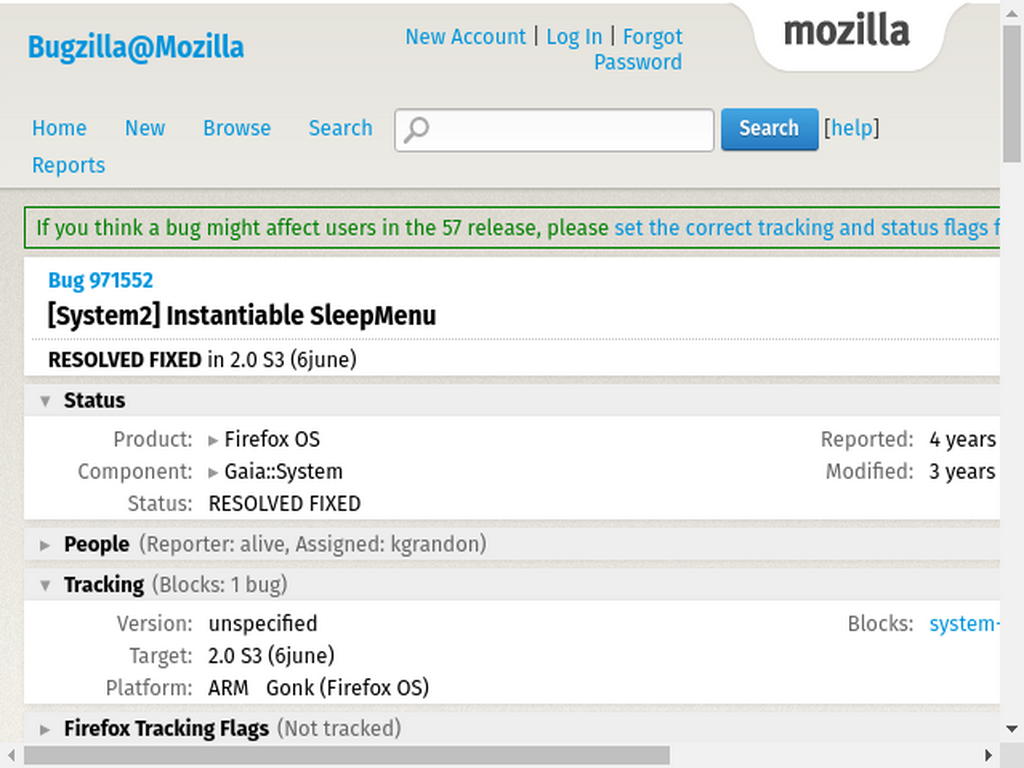 Bugzilla@Mozilla
New Account | Log In | Forgot
Password
mozilla
Home New Browse Search Search [help]
Reports
If you think a bug might affect users in the 57 release, please set the correct tracking and status flags f
Bug 971552
[System2] Instantiable SleepMenu
RESOLVED FIXED in 2.0 S3 (6june)
Status
Product: Firefox OS Reported: 4 years
Component: Gaia::System Modified: 3 years
Status: RESOLVED FIXED
People (Reporter: alive, Assigned: kgrandon)
Tracking (Blocks: 1 bug)
Version: unspecified Blocks: system-
Target: 2.0 S3 (6june)
Platform: ARM Gonk (Firefox OS)
Firefox Tracking Flags (Not tracked)